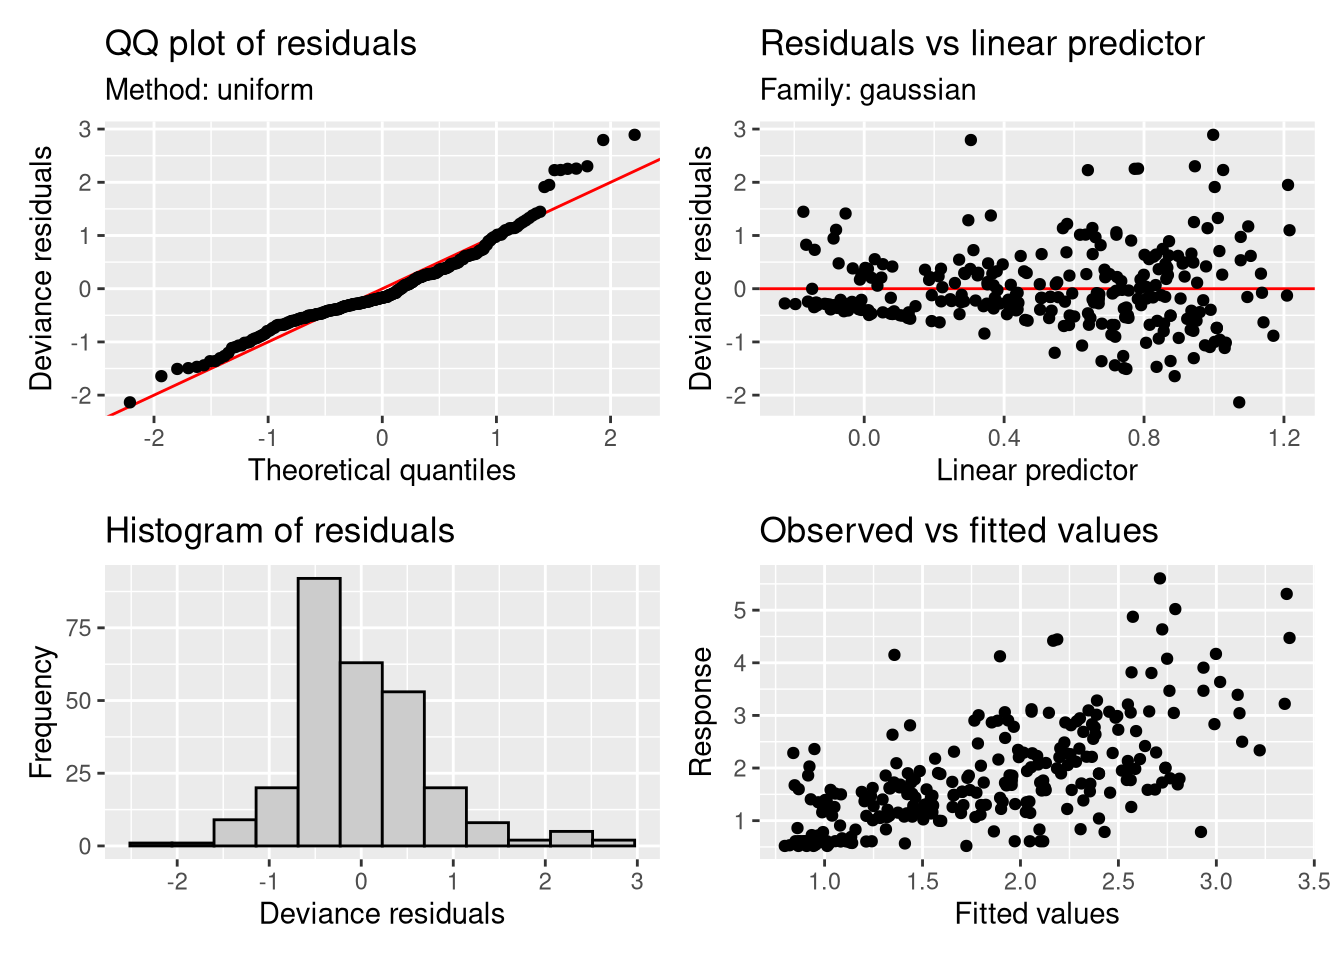 QQ plot of residuals
Method: uniform
3
2
1
0
-1
-2
-2 -1 0 1 2
Deviance residuals
Theoretical quantiles
Residuals vs linear predictor
Family: gaussian
3
2
1
0
-1
-2
0.0 0.4 0.8 1.2
Deviance residuals
Linear predictor
Histogram of residuals
75
50
25
0
-2 -1 0 1 2 3
Frequency
Deviance residuals
Observed vs fitted values
5
4
3
2
1
1.0 1.5 2.0 2.5 3.0 3.5
Response
Fitted values